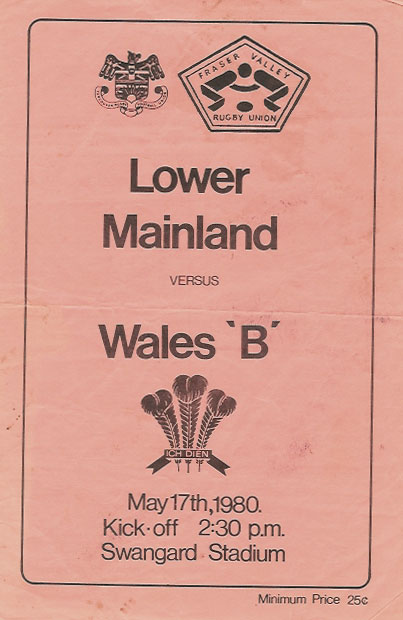 FRASER VALLEY
RUGBY UNION
Lower
Mainland
VERSUS
Wales `B´
ICH DIEN
May 17th, 1980.
Kick-off 2:30 p.m.
Swangard Stadium
Minimum Price 25¢